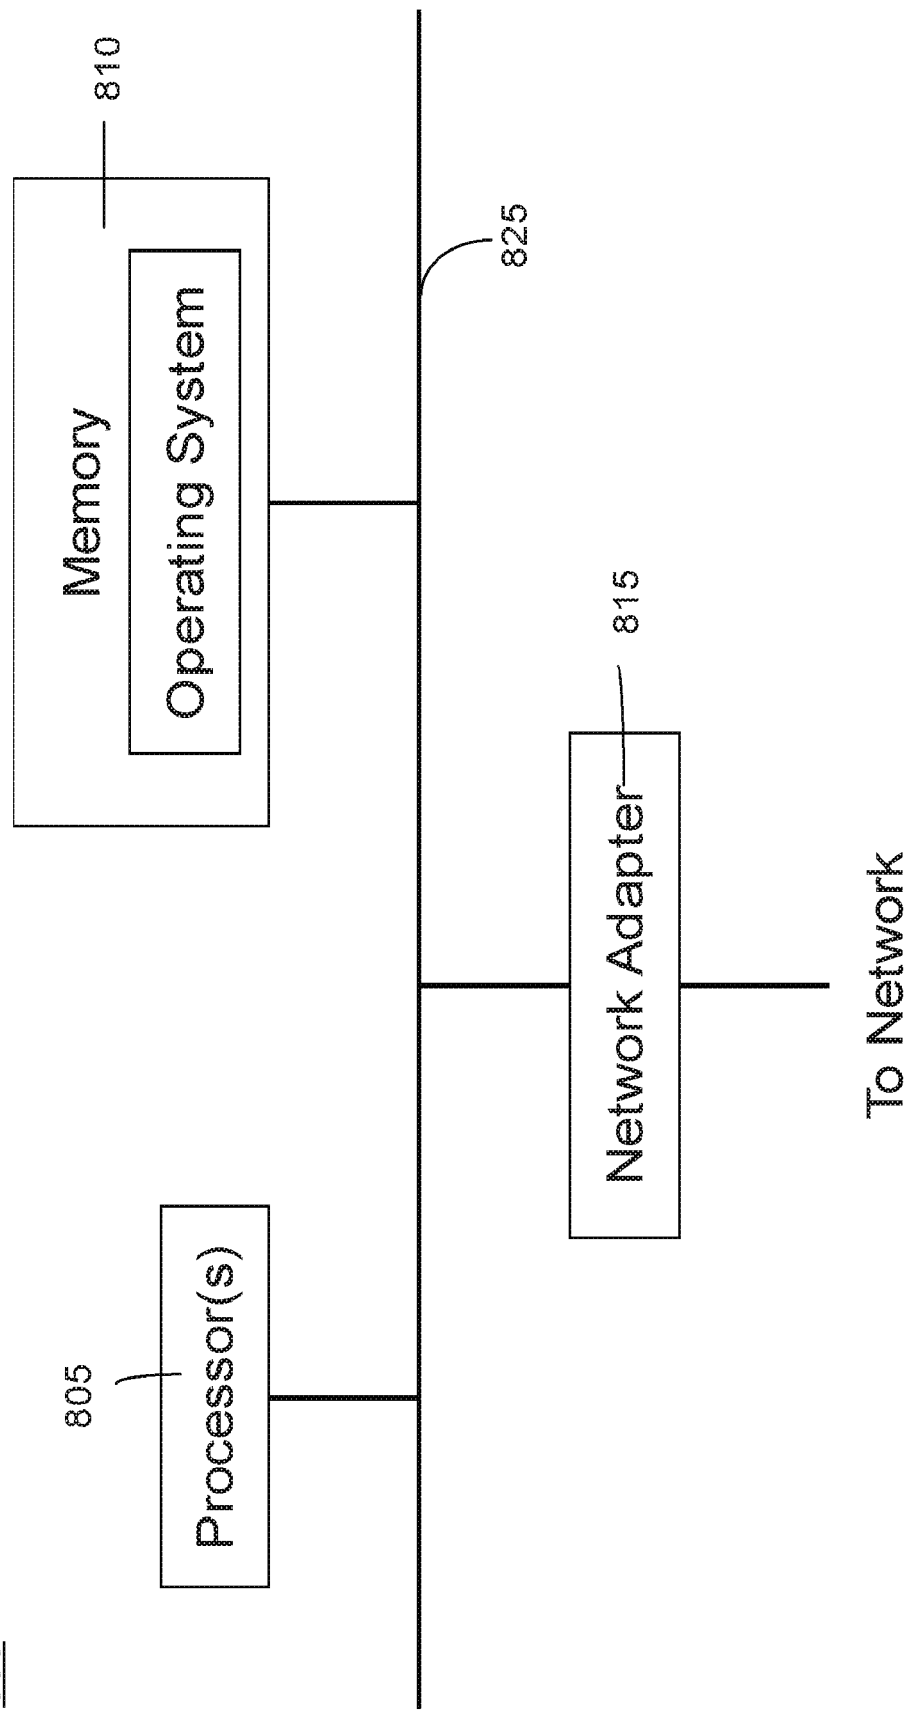 805
Processor(s)
810
Memory
Operating System
825
815
Network Adapter
To Network